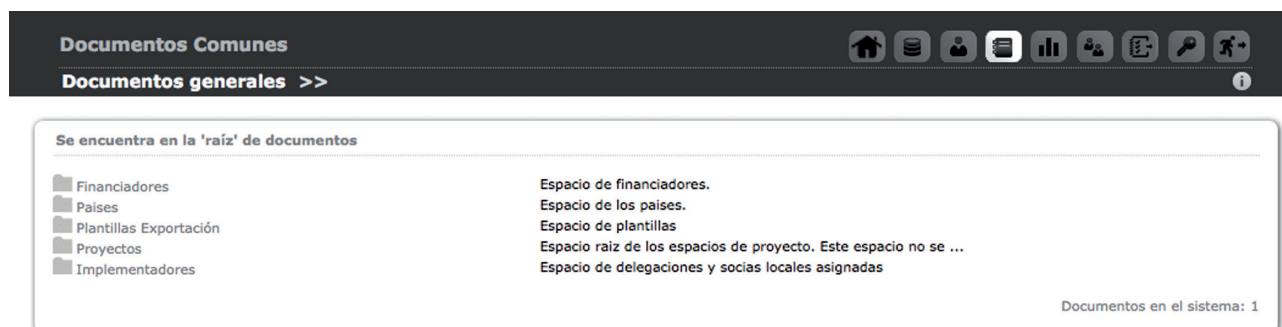 Documentos Comunes
Documentos generales >>
Se encuentra en la 'raíz' de documentos
Financiadores Espacio de financiadores.
Paises Espacio de los paises.
Plantillas Exportación Espacio de plantillas
Proyectos Espacio raiz de los espacios de proyecto. Este espacio no se ...
Implementadores Espacio de delegaciones y socias locales asignadas
Documentos en el sistema: 1